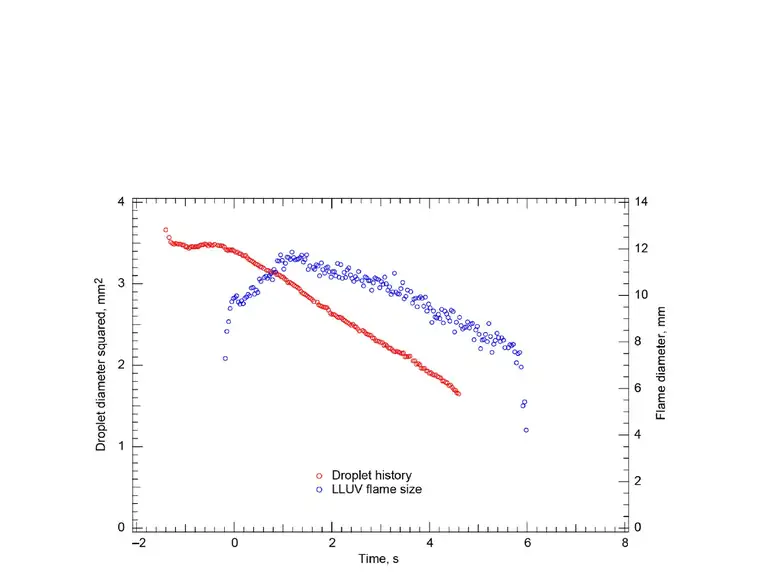 4
3
2
1
0
Droplet diameter squared, mm2
14
12
10
8
6
4
2
0
Flame diameter, mm
Droplet history
LLUV flame size
–2 0 2 4 6 8
Time, s